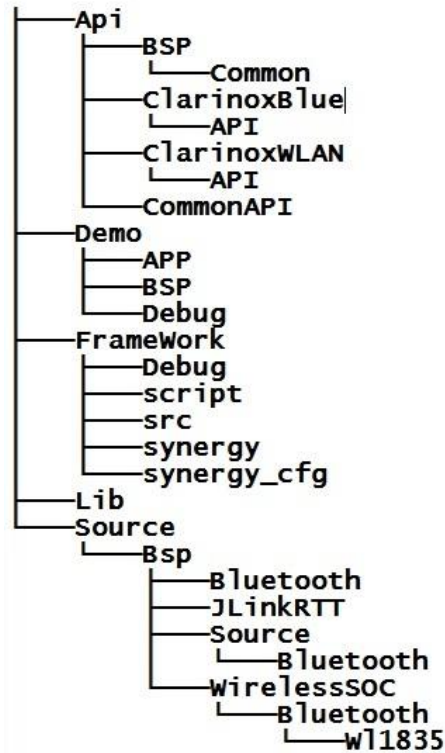 Api
BSP
Common
ClarinoxBlue
API
ClarinoxWLAN
API
CommonAPI
Demo
APP
BSP
Debug
FrameWork
Debug
script
src
synergy
synergy_cfg
Lib
Source
Bsp
Bluetooth
JLinkRTT
Source
Bluetooth
WirelessSOC
Bluetooth
Wl1835